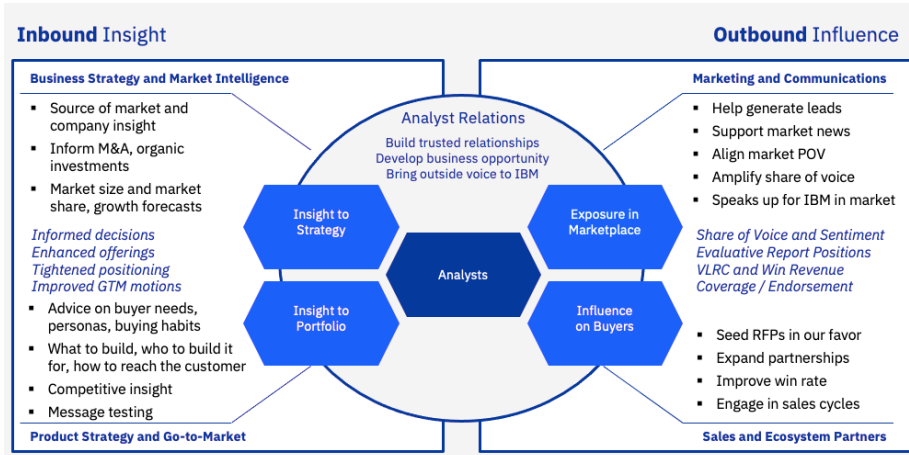 Inbound Insight
Outbound Influence
Business Strategy and Market Intelligence
▪ Source of market and
company insight
▪ Inform M&A, organic
investments
▪ Market size and market
share, growth forecasts
Informed decisions
Enhanced offerings
Tightened positioning
Improved GTM motions
▪ Advice on buyer needs,
personas, buying habits
▪ What to build, who to build it
for, how to reach the customer
▪ Competitive insight
▪ Message testing
Product Strategy and Go-to-Market
Analyst Relations
Build trusted relationships
Develop business opportunity
Bring outside voice to IBM
Insight to
Strategy
Exposure in
Marketplace
Analysts
Insight to
Portfolio
Influence
on Buyers
Marketing and Communications
▪ Help generate leads
▪ Support market news
▪ Align market POV
▪ Amplify share of voice
▪ Speaks up for IBM in market
Share of Voice and Sentiment
Evaluative Report Positions
VLRC and Win Revenue
Coverage / Endorsement
▪ Seed RFPs in our favor
▪ Expand partnerships
▪ Improve win rate
▪ Engage in sales cycles
Sales and Ecosystem Partners